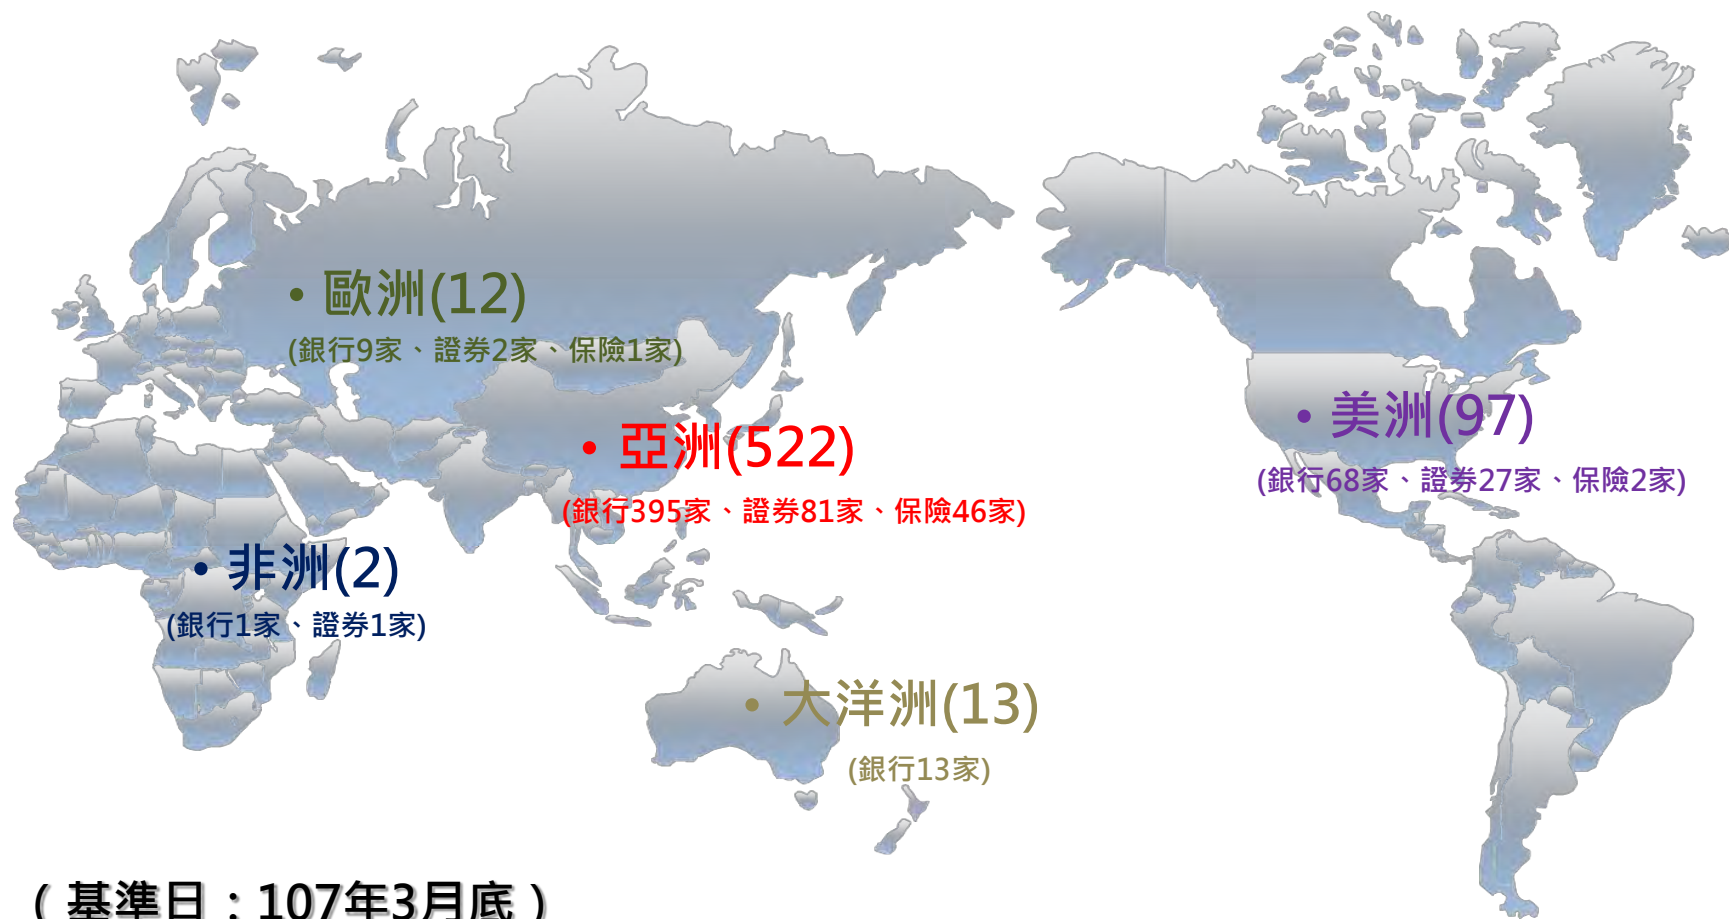 • 歐洲(12)
(銀行9家、證券2家、保險1家)
• 亞洲(522)
(銀行395家、證券81家、保險46家)
• 美洲(97)
(銀行68家、證券27家、保險2家)
• 非洲(2)
(銀行1家、證券1家)
• 大洋洲(13)
(銀行13家)
(基準日：107年3月底)